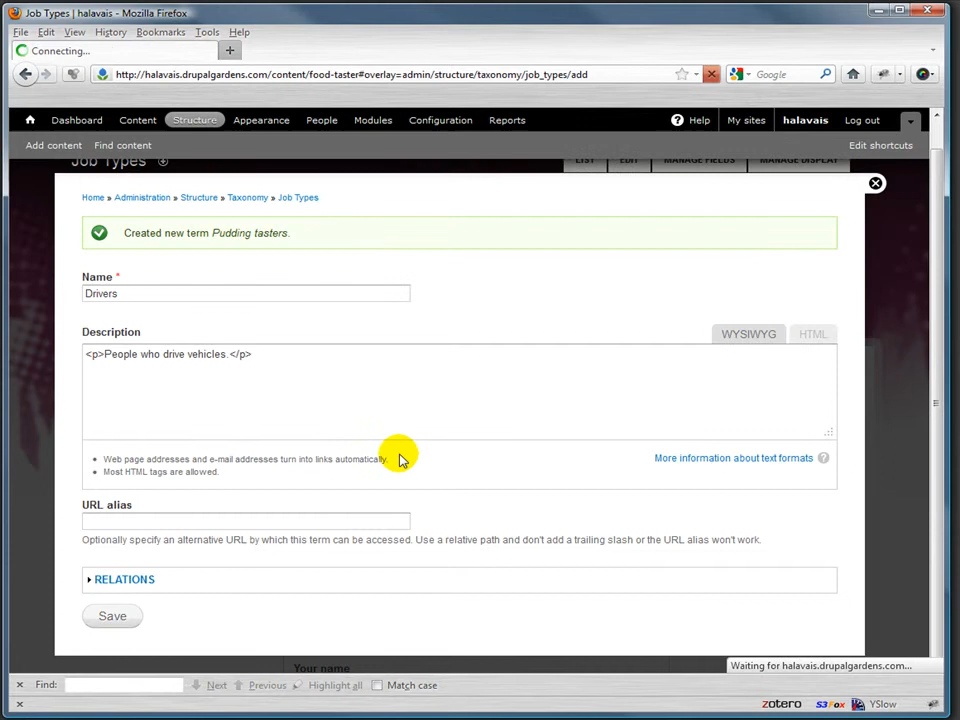 Job Types | halavais - Mozilla Firefox
File Edit View History Bookmarks Tools Help
Connecting...
http://halavais.drupalgardens.com/content/food-taster#overlay=admin/structure/taxonomy/job_types/add
Google
Dashboard Content Structure Appearance People Modules Configuration Reports Help My sites halavais Log out
Add content Find content Edit shortcuts
Job Types LIST EDIT MANAGE FIELDS MANAGE DISPLAY
Home » Administration » Structure » Taxonomy » Job Types
Created new term Pudding tasters.
Name *
Drivers
Description
WYSIWYG HTML
<p>People who drive vehicles.</p>
Web page addresses and e-mail addresses turn into links automatically.
More information about text formats ?
Most HTML tags are allowed.
URL alias
Optionally specify an alternative URL by which this term can be accessed. Use a relative path and don't add a trailing slash or the URL alias won't work.
RELATIONS
Save
Your name
Waiting for halavais.drupalgardens.com...
Find: Next Previous Highlight all Match case
zotero S3Fox YSlow